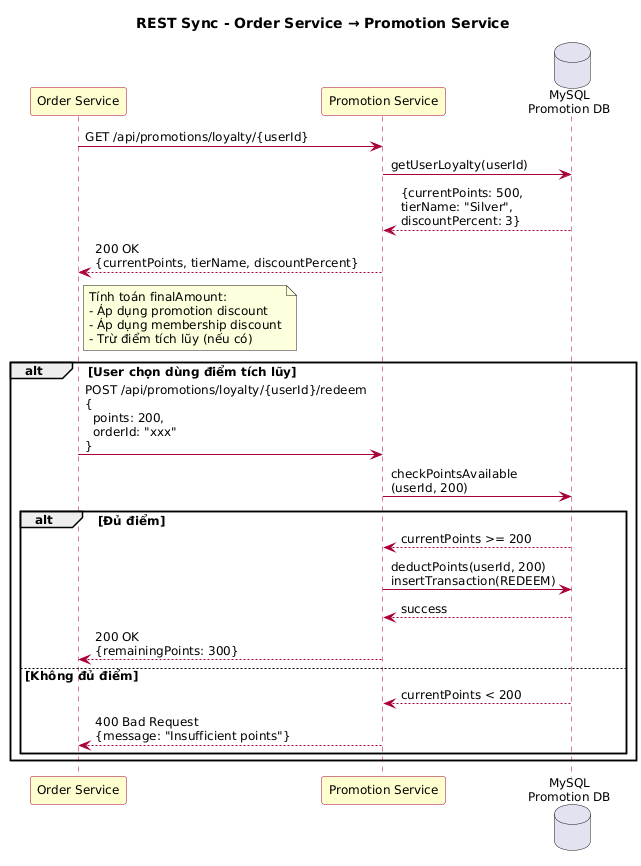 REST Sync - Order Service → Promotion Service
Order Service
Promotion Service
MySQL
Promotion DB
GET /api/promotions/loyalty/{userId}
getUserLoyalty(userId)
{currentPoints: 500,
tierName: "Silver",
discountPercent: 3}
200 OK
{currentPoints, tierName, discountPercent}
Tính toán finalAmount:
- Áp dụng promotion discount
- Áp dụng membership discount
- Trừ điểm tích lũy (nếu có)
alt
[User chọn dùng điểm tích lũy]
POST /api/promotions/loyalty/{userId}/redeem
{
points: 200,
orderId: "xxx"
}
checkPointsAvailable
(userId, 200)
alt
[Đủ điểm]
currentPoints >= 200
deductPoints(userId, 200)
insertTransaction(REDEEM)
success
200 OK
{remainingPoints: 300}
[Không đủ điểm]
currentPoints < 200
400 Bad Request
{message: "Insufficient points"}
Order Service
Promotion Service
MySQL
Promotion DB